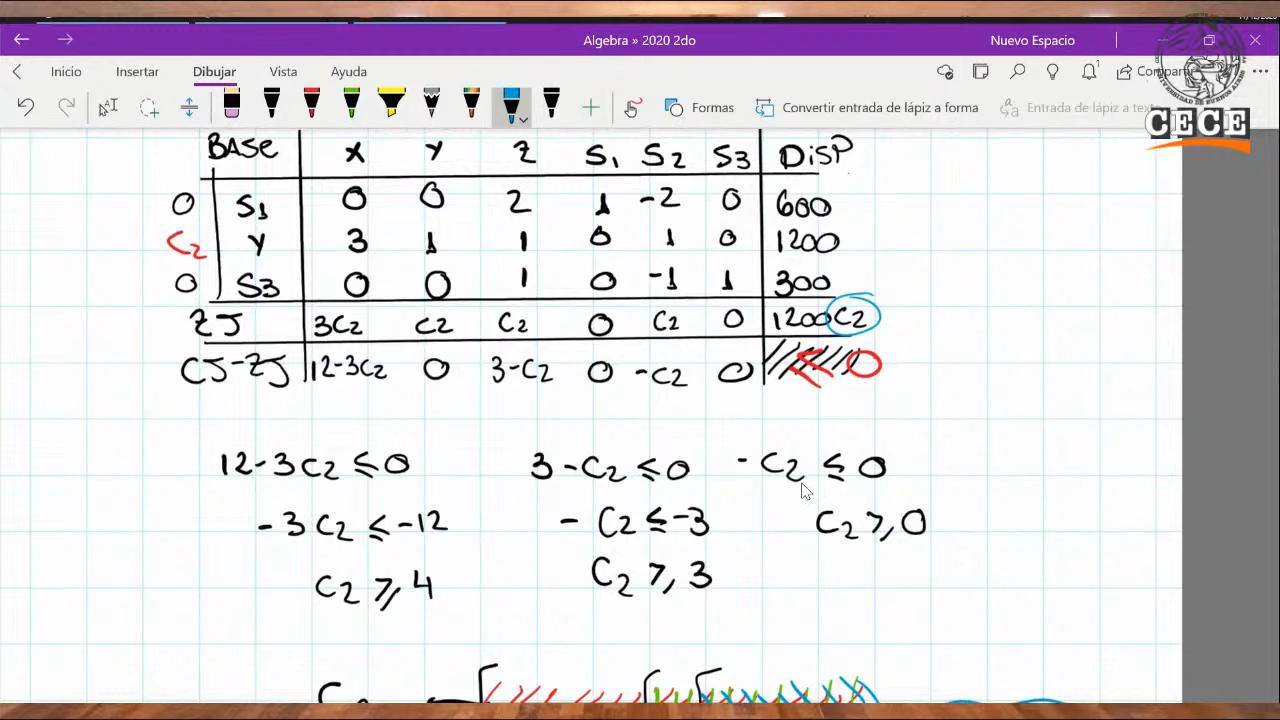 Algebra » 2020 2do
Nuevo Espacio
Inicio Insertar Dibujar Vista Ayuda
Formas Convertir entrada de lápiz a forma Entrada de lápiz a
CECE
BASE X Y Z S1 S2 S3 DISP
0 S1 0 0 2 1 -2 0 600
C2 Y 3 1 1 0 1 0 1200
0 S3 0 0 1 0 -1 1 300
ZJ 3C2 C2 C2 0 C2 0 1200C2
CJ-ZJ 12-3C2 0 3-C2 0 -C2 0 ≤ 0
12-3C2 ≤ 0 3-C2 ≤ 0 -C2 ≤ 0
-3C2 ≤ -12 -C2 ≤ -3 C2 ≥ 0
C2 ≥ 4 C2 ≥ 3